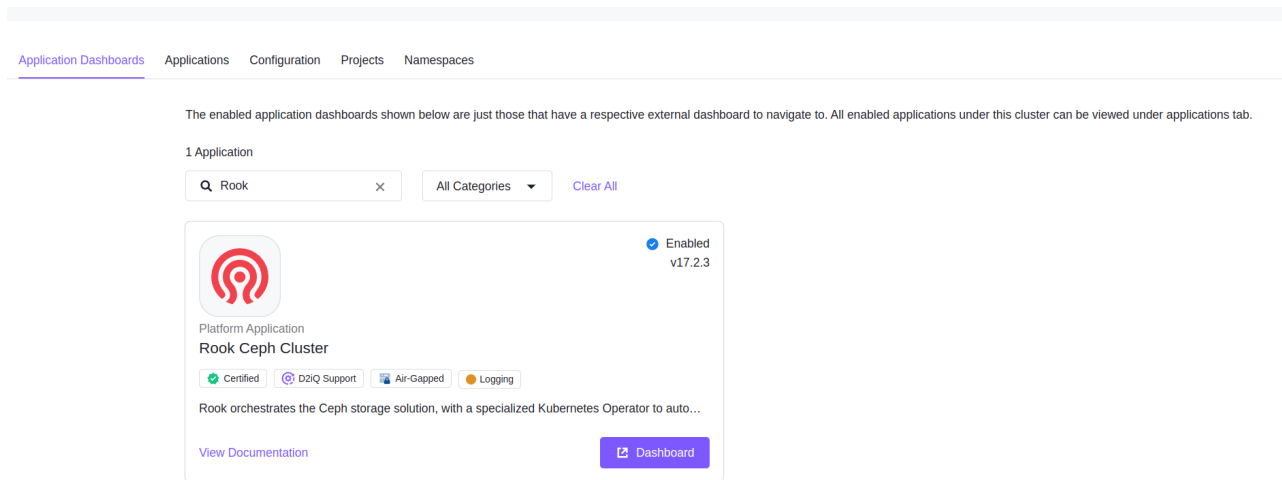 Application Dashboards Applications Configuration Projects Namespaces
The enabled application dashboards shown below are just those that have a respective external dashboard to navigate to. All enabled applications under this cluster can be viewed under applications tab.
1 Application
Rook All Categories Clear All
Enabled
v17.2.3
Platform Application
Rook Ceph Cluster
Certified D2iQ Support Air-Gapped Logging
Rook orchestrates the Ceph storage solution, with a specialized Kubernetes Operator to auto…
View Documentation Dashboard